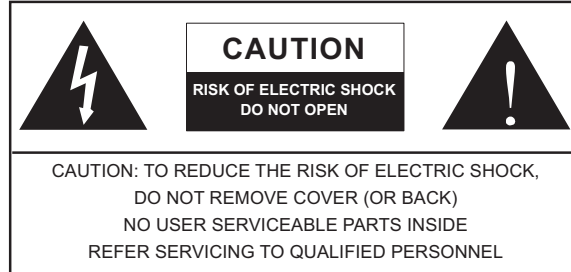 CAUTION
RISK OF ELECTRIC SHOCK
DO NOT OPEN
!
CAUTION: TO REDUCE THE RISK OF ELECTRIC SHOCK,
DO NOT REMOVE COVER (OR BACK)
NO USER SERVICEABLE PARTS INSIDE
REFER SERVICING TO QUALIFIED PERSONNEL